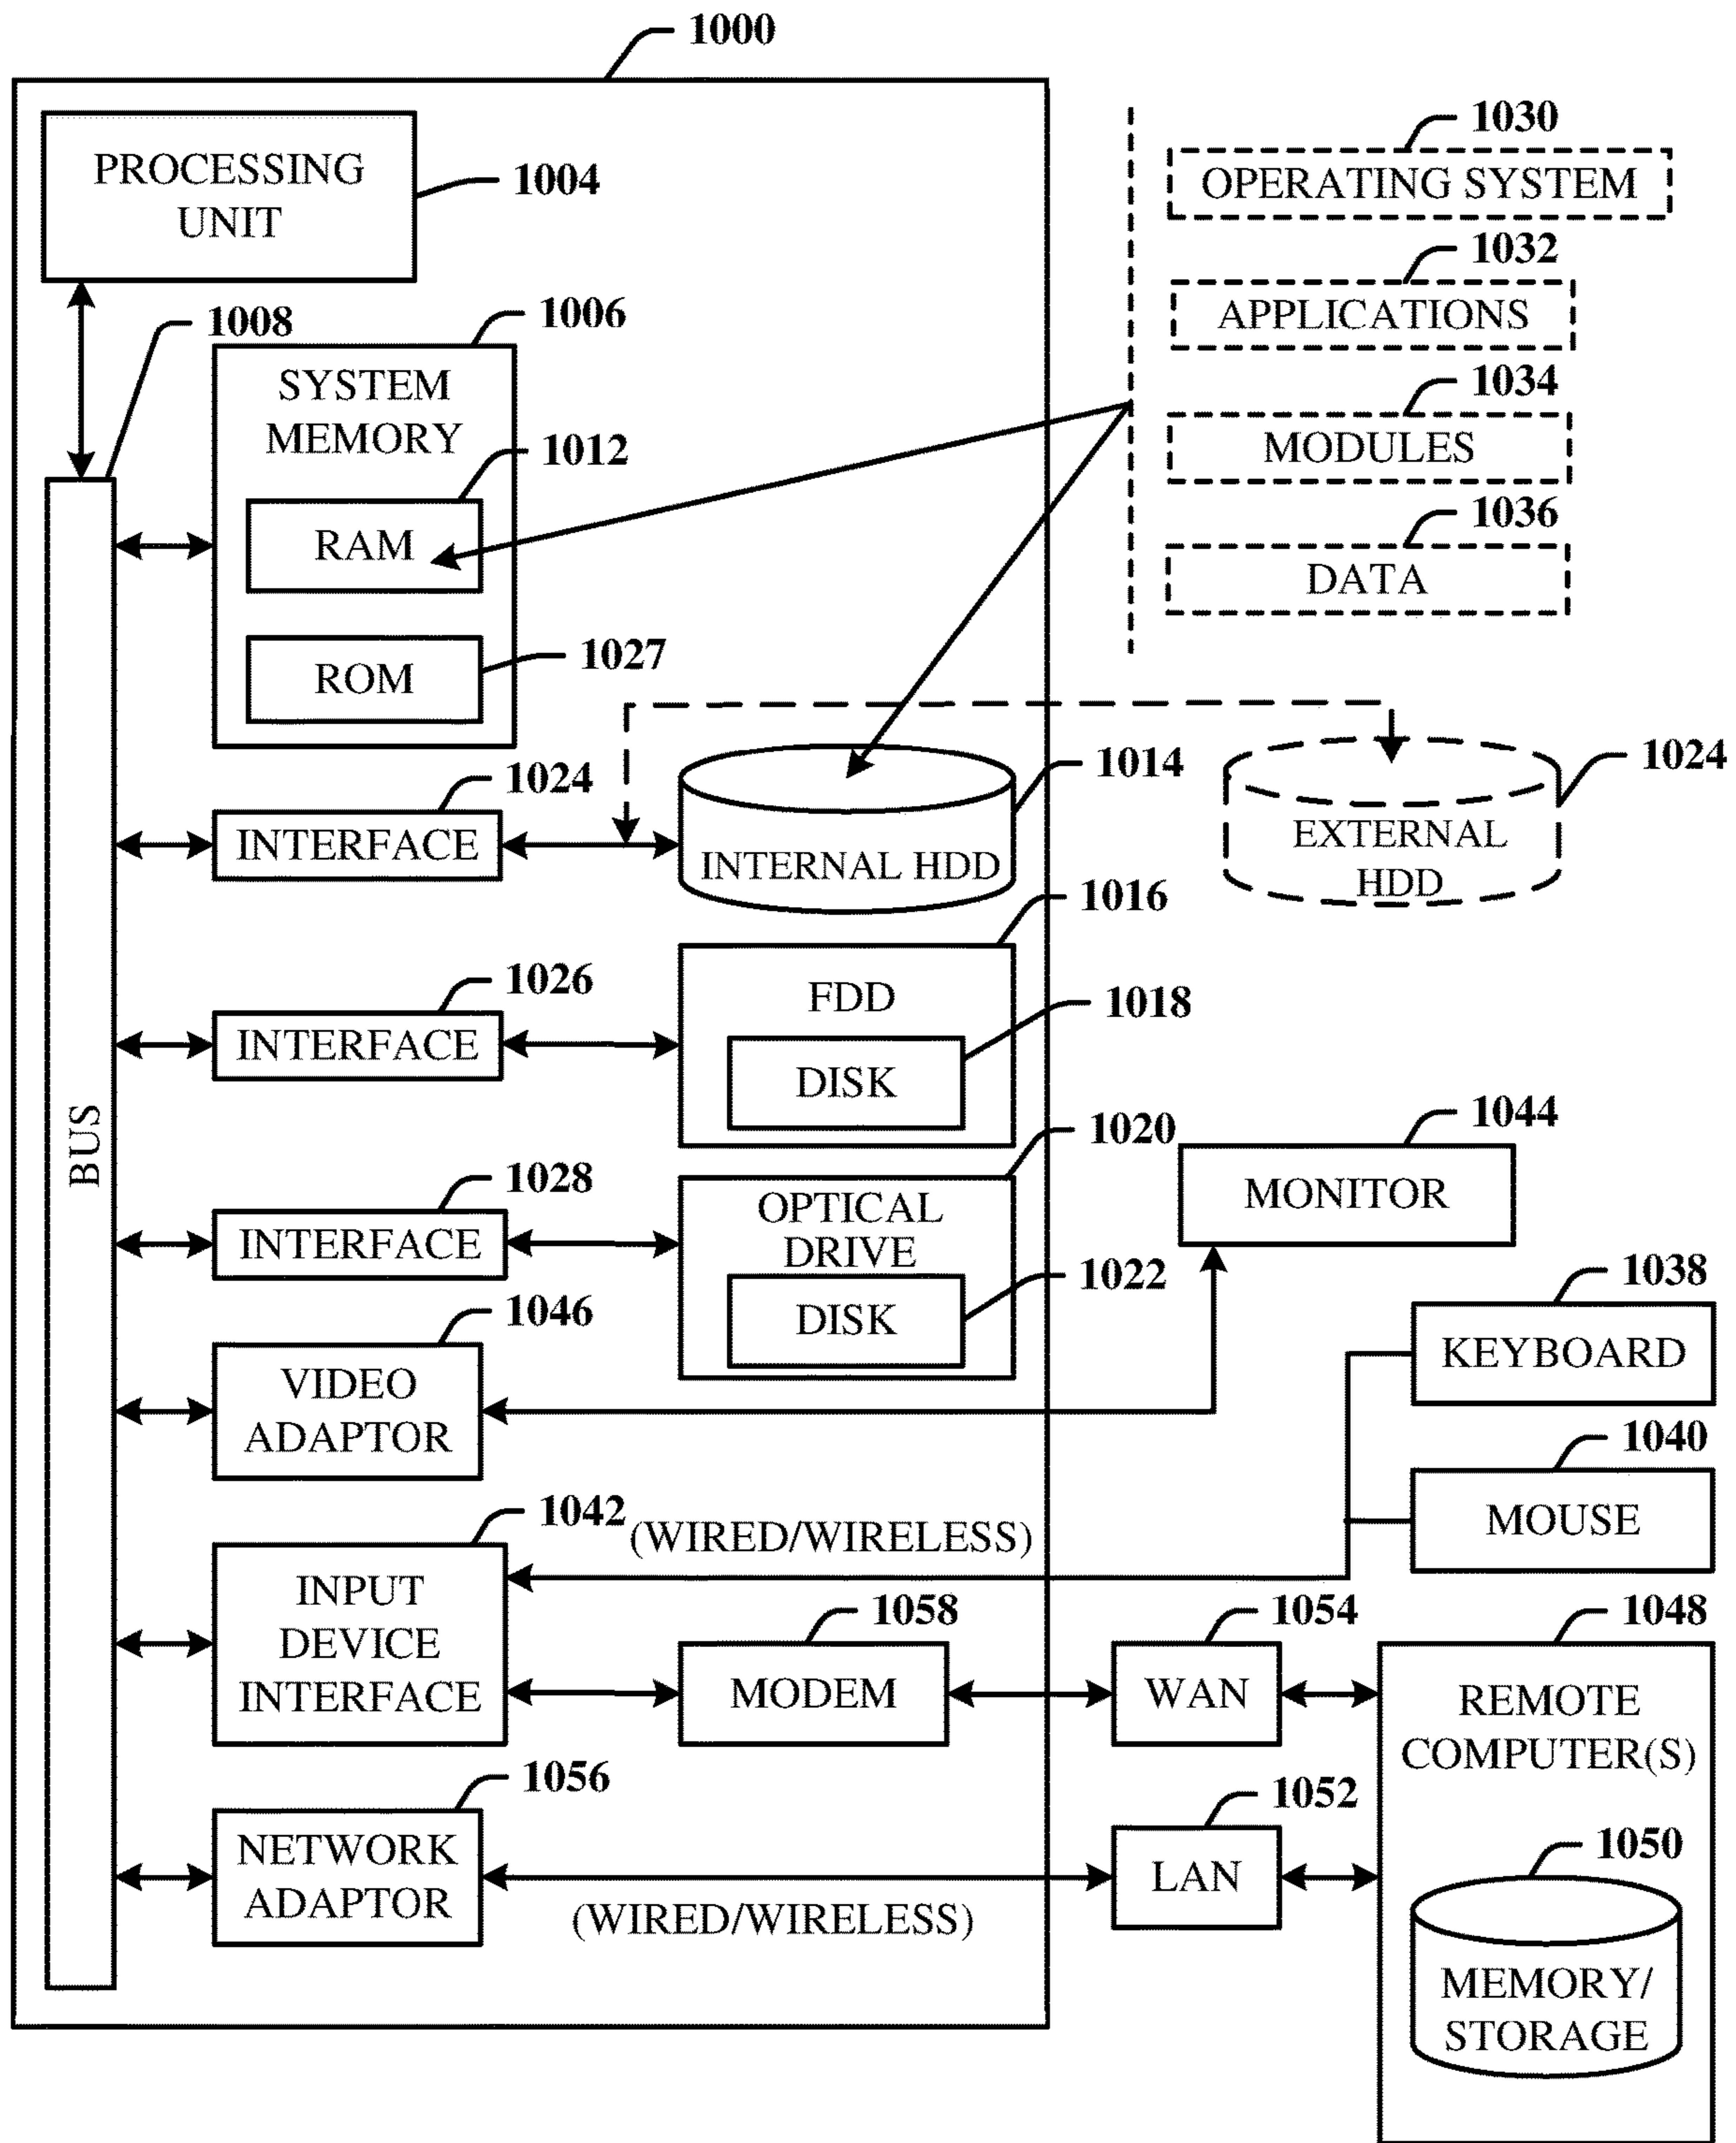 1000
PROCESSING
UNIT
1004
1030
OPERATING SYSTEM
1032
APPLICATIONS
1034
MODULES
1036
DATA
1008
1006
SYSTEM
MEMORY
1012
RAM
1027
ROM
1024
INTERFACE
1014
INTERNAL HDD
1024
EXTERNAL
HDD
1016
FDD
1018
DISK
1026
INTERFACE
BUS
1020
OPTICAL
DRIVE
1022
DISK
1028
INTERFACE
1044
MONITOR
1046
VIDEO
ADAPTOR
1038
KEYBOARD
1040
MOUSE
1042
(WIRED/WIRELESS)
INPUT
DEVICE
INTERFACE
1058
MODEM
1054
WAN
1048
REMOTE
COMPUTER(S)
1056
NETWORK
ADAPTOR
(WIRED/WIRELESS)
1052
LAN
1050
MEMORY/
STORAGE